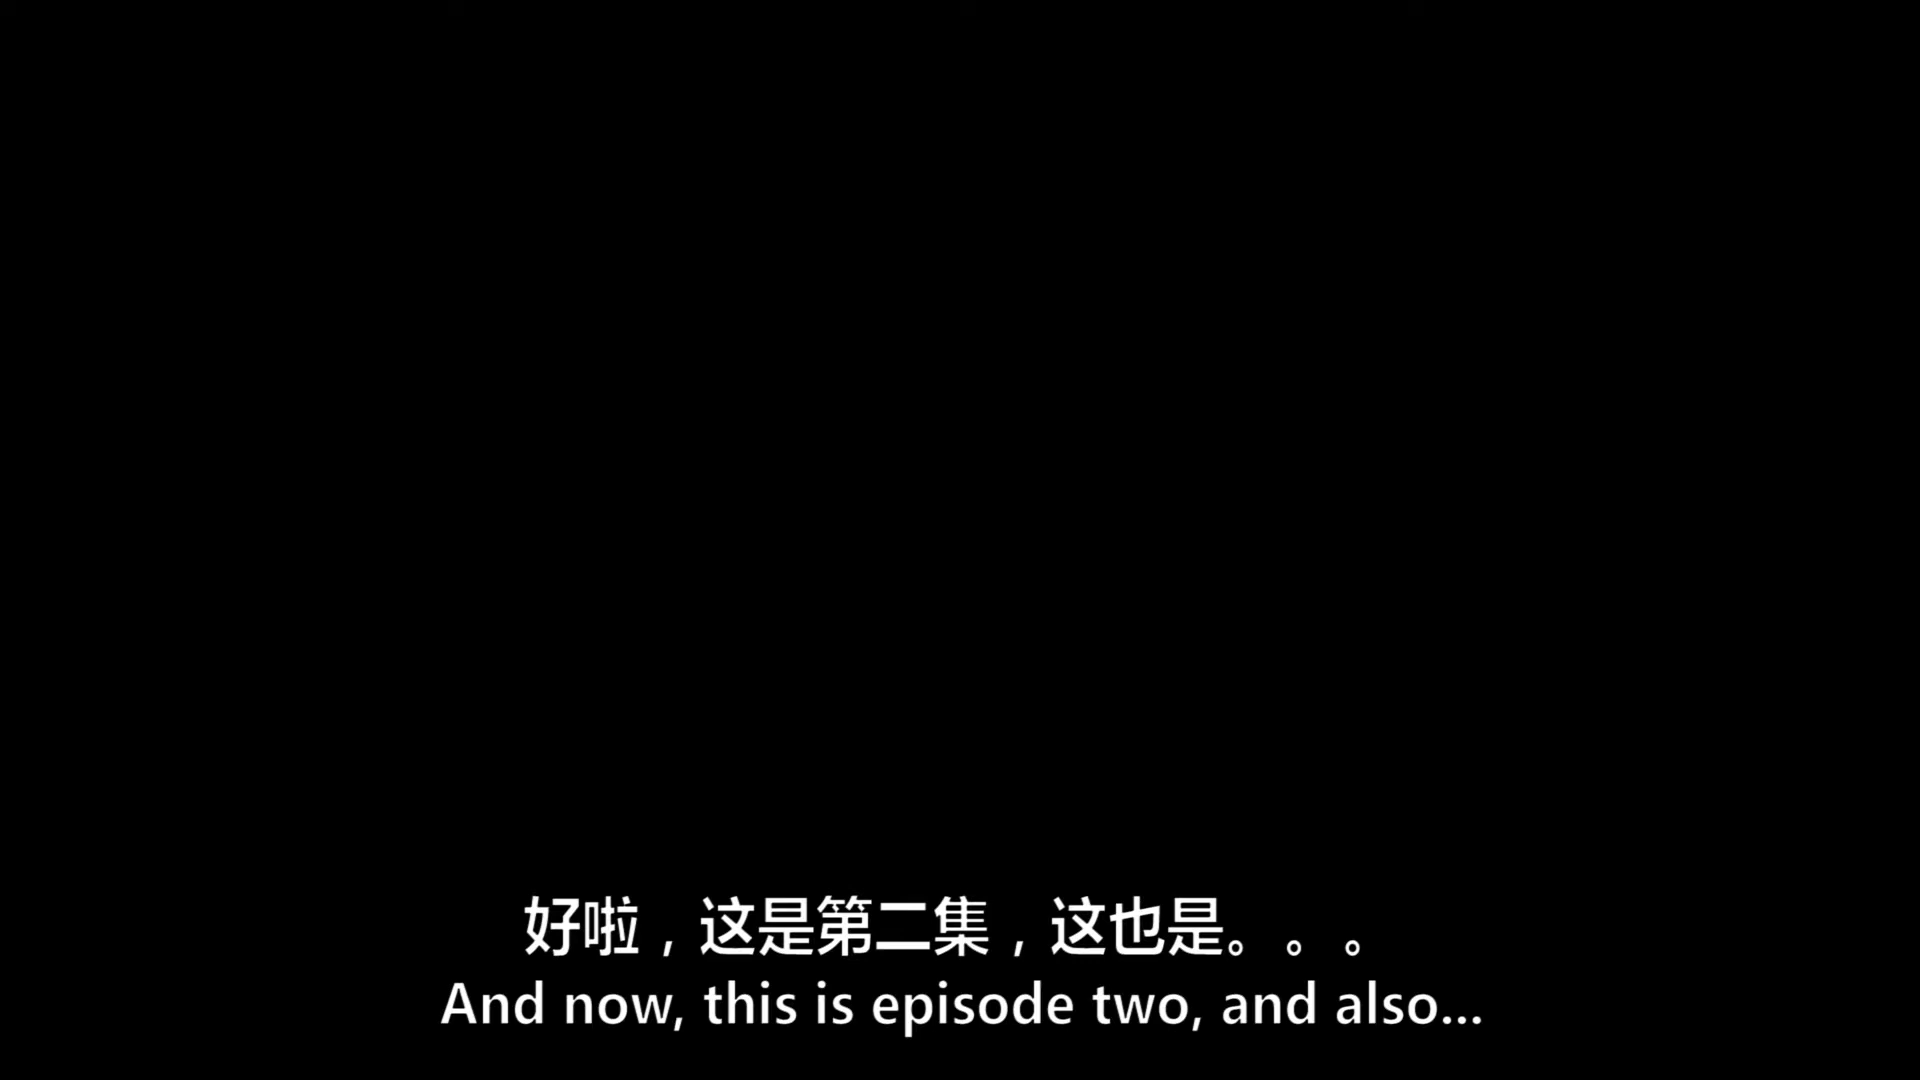 好啦，这是第二集，这也是。。。
And now, this is episode two, and also...